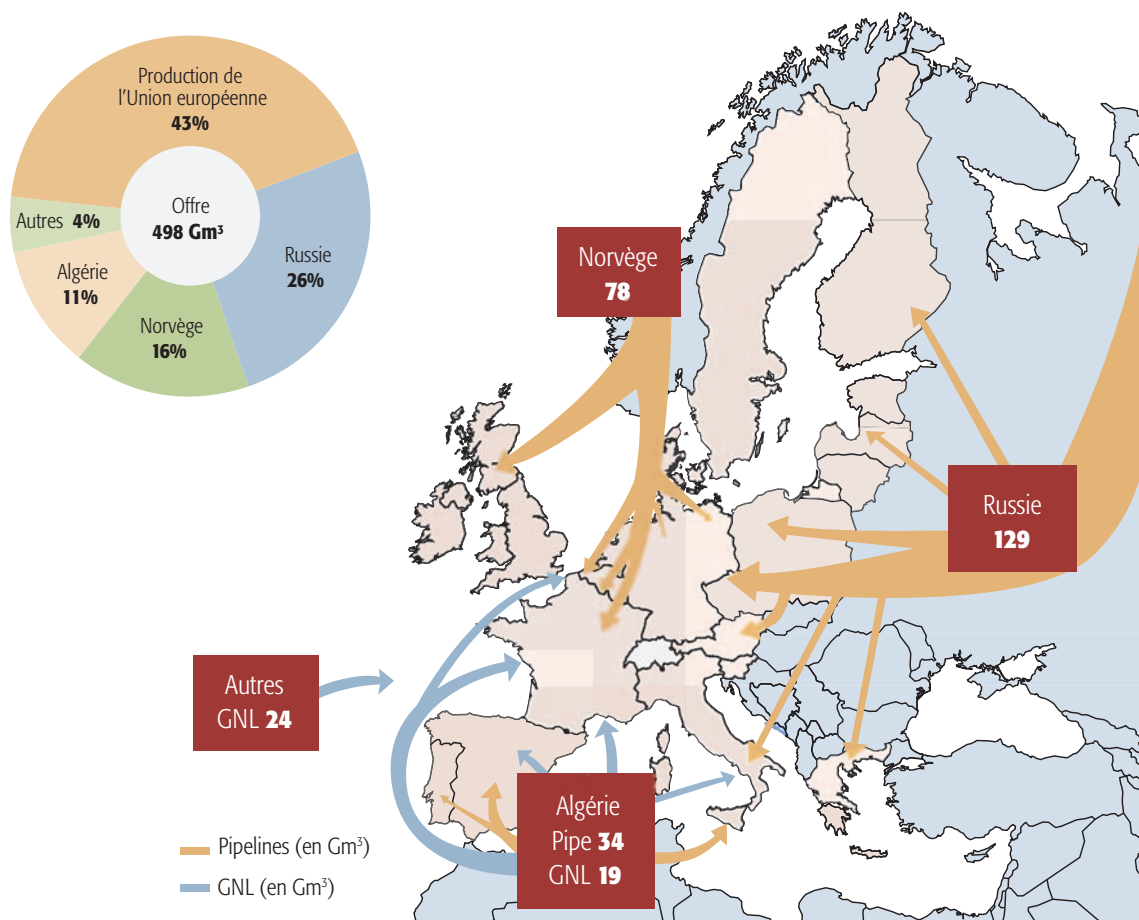 Production de
l'Union européenne
43%
Autres 4%
Offre
498 Gm³
Russie
26%
Algérie
11%
Norvège
16%
Norvège
78
Russie
129
Autres
GNL 24
Algérie
Pipe 34
GNL 19
Pipelines (en Gm³)
GNL (en Gm³)